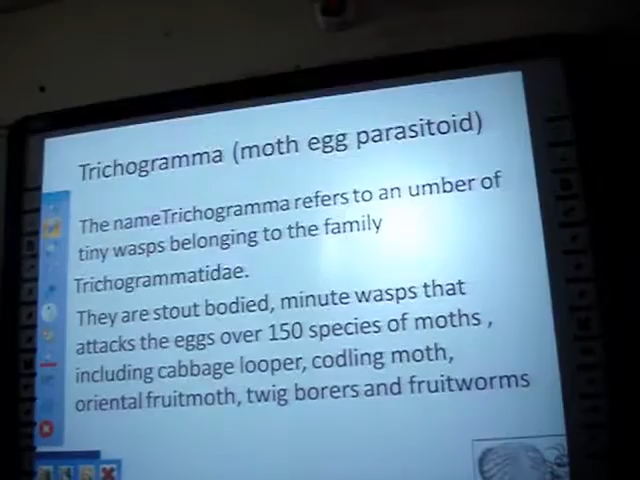 Trichogramma (moth egg parasitoid)
The nameTrichogramma refers to an umber of
tiny wasps belonging to the family
Trichogrammatidae.
They are stout bodied, minute wasps that
attacks the eggs over 150 species of moths ,
including cabbage looper, codling moth,
oriental fruitmoth, twig borers and fruitworms